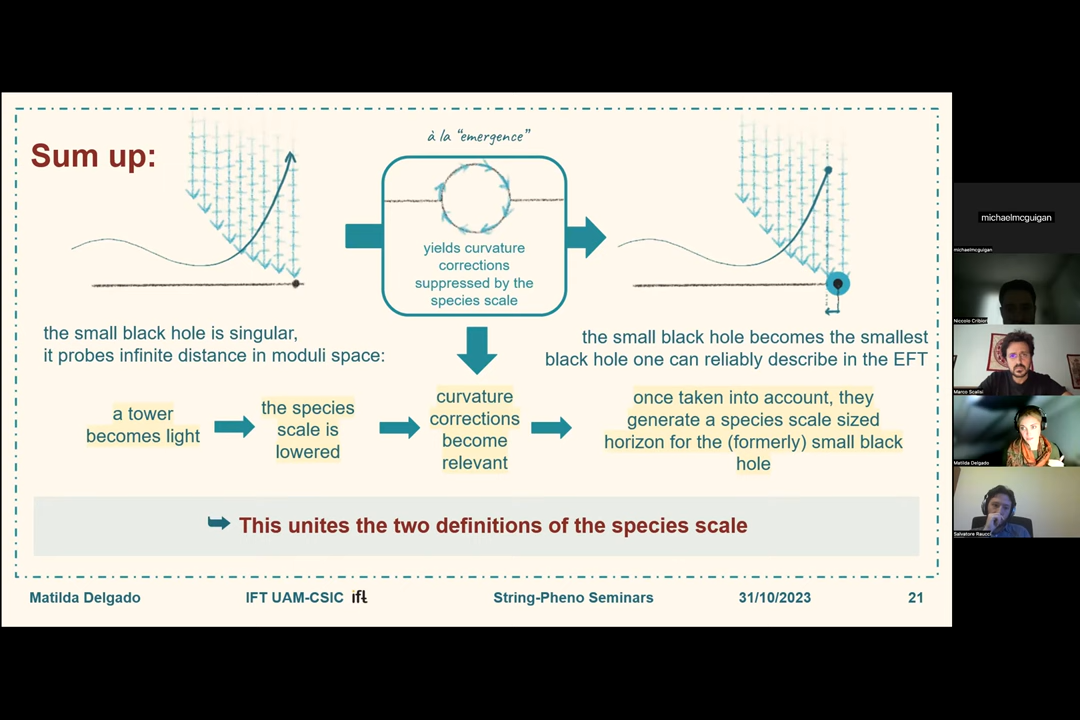 Sum up:
à la "emergence"
yields curvature
corrections
suppressed by the
species scale
the small black hole is singular,
it probes infinite distance in moduli space:
the small black hole becomes the smallest
black hole one can reliably describe in the EFT
a tower
becomes light
the species
scale is
lowered
curvature
corrections
become
relevant
once taken into account, they
generate a species scale sized
horizon for the (formerly) small black
hole
This unites the two definitions of the species scale
Matilda Delgado
IFT UAM-CSIC ift
String-Pheno Seminars
31/10/2023
21
michaelmcguigan
michaelmcguigan
Marco Scalisi
Matilda Delgado
Salvatore Raucci